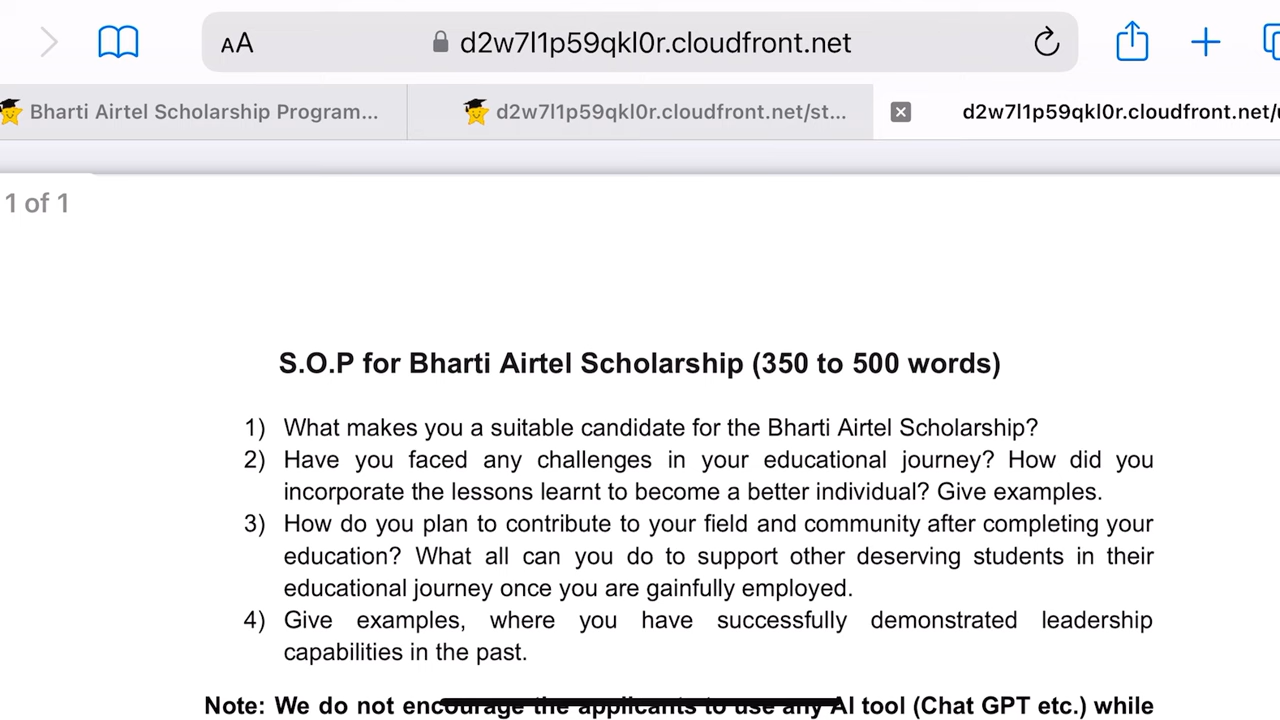 AA d2w7l1p59qkl0r.cloudfront.net
Bharti Airtel Scholarship Program... d2w7l1p59qkl0r.cloudfront.net/st... d2w7l1p59qkl0r.cloudfront.net/u
1 of 1
S.O.P for Bharti Airtel Scholarship (350 to 500 words)
1) What makes you a suitable candidate for the Bharti Airtel Scholarship?
2) Have you faced any challenges in your educational journey? How did you
incorporate the lessons learnt to become a better individual? Give examples.
3) How do you plan to contribute to your field and community after completing your
education? What all can you do to support other deserving students in their
educational journey once you are gainfully employed.
4) Give examples, where you have successfully demonstrated leadership
capabilities in the past.
Note: We do not encourage the applicants to use any AI tool (Chat GPT etc.) while